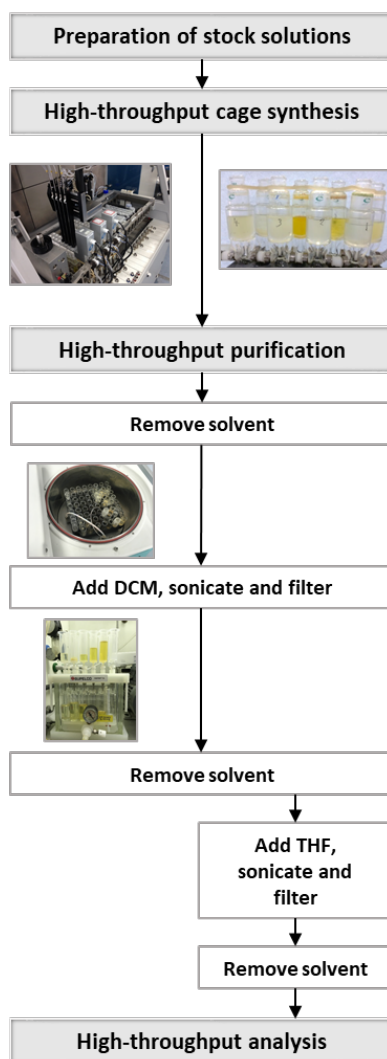 Preparation of stock solutions
High-throughput cage synthesis
High-throughput purification
Remove solvent
Add DCM, sonicate and filter
Remove solvent
Add THF,
sonicate and
filter
Remove solvent
High-throughput analysis